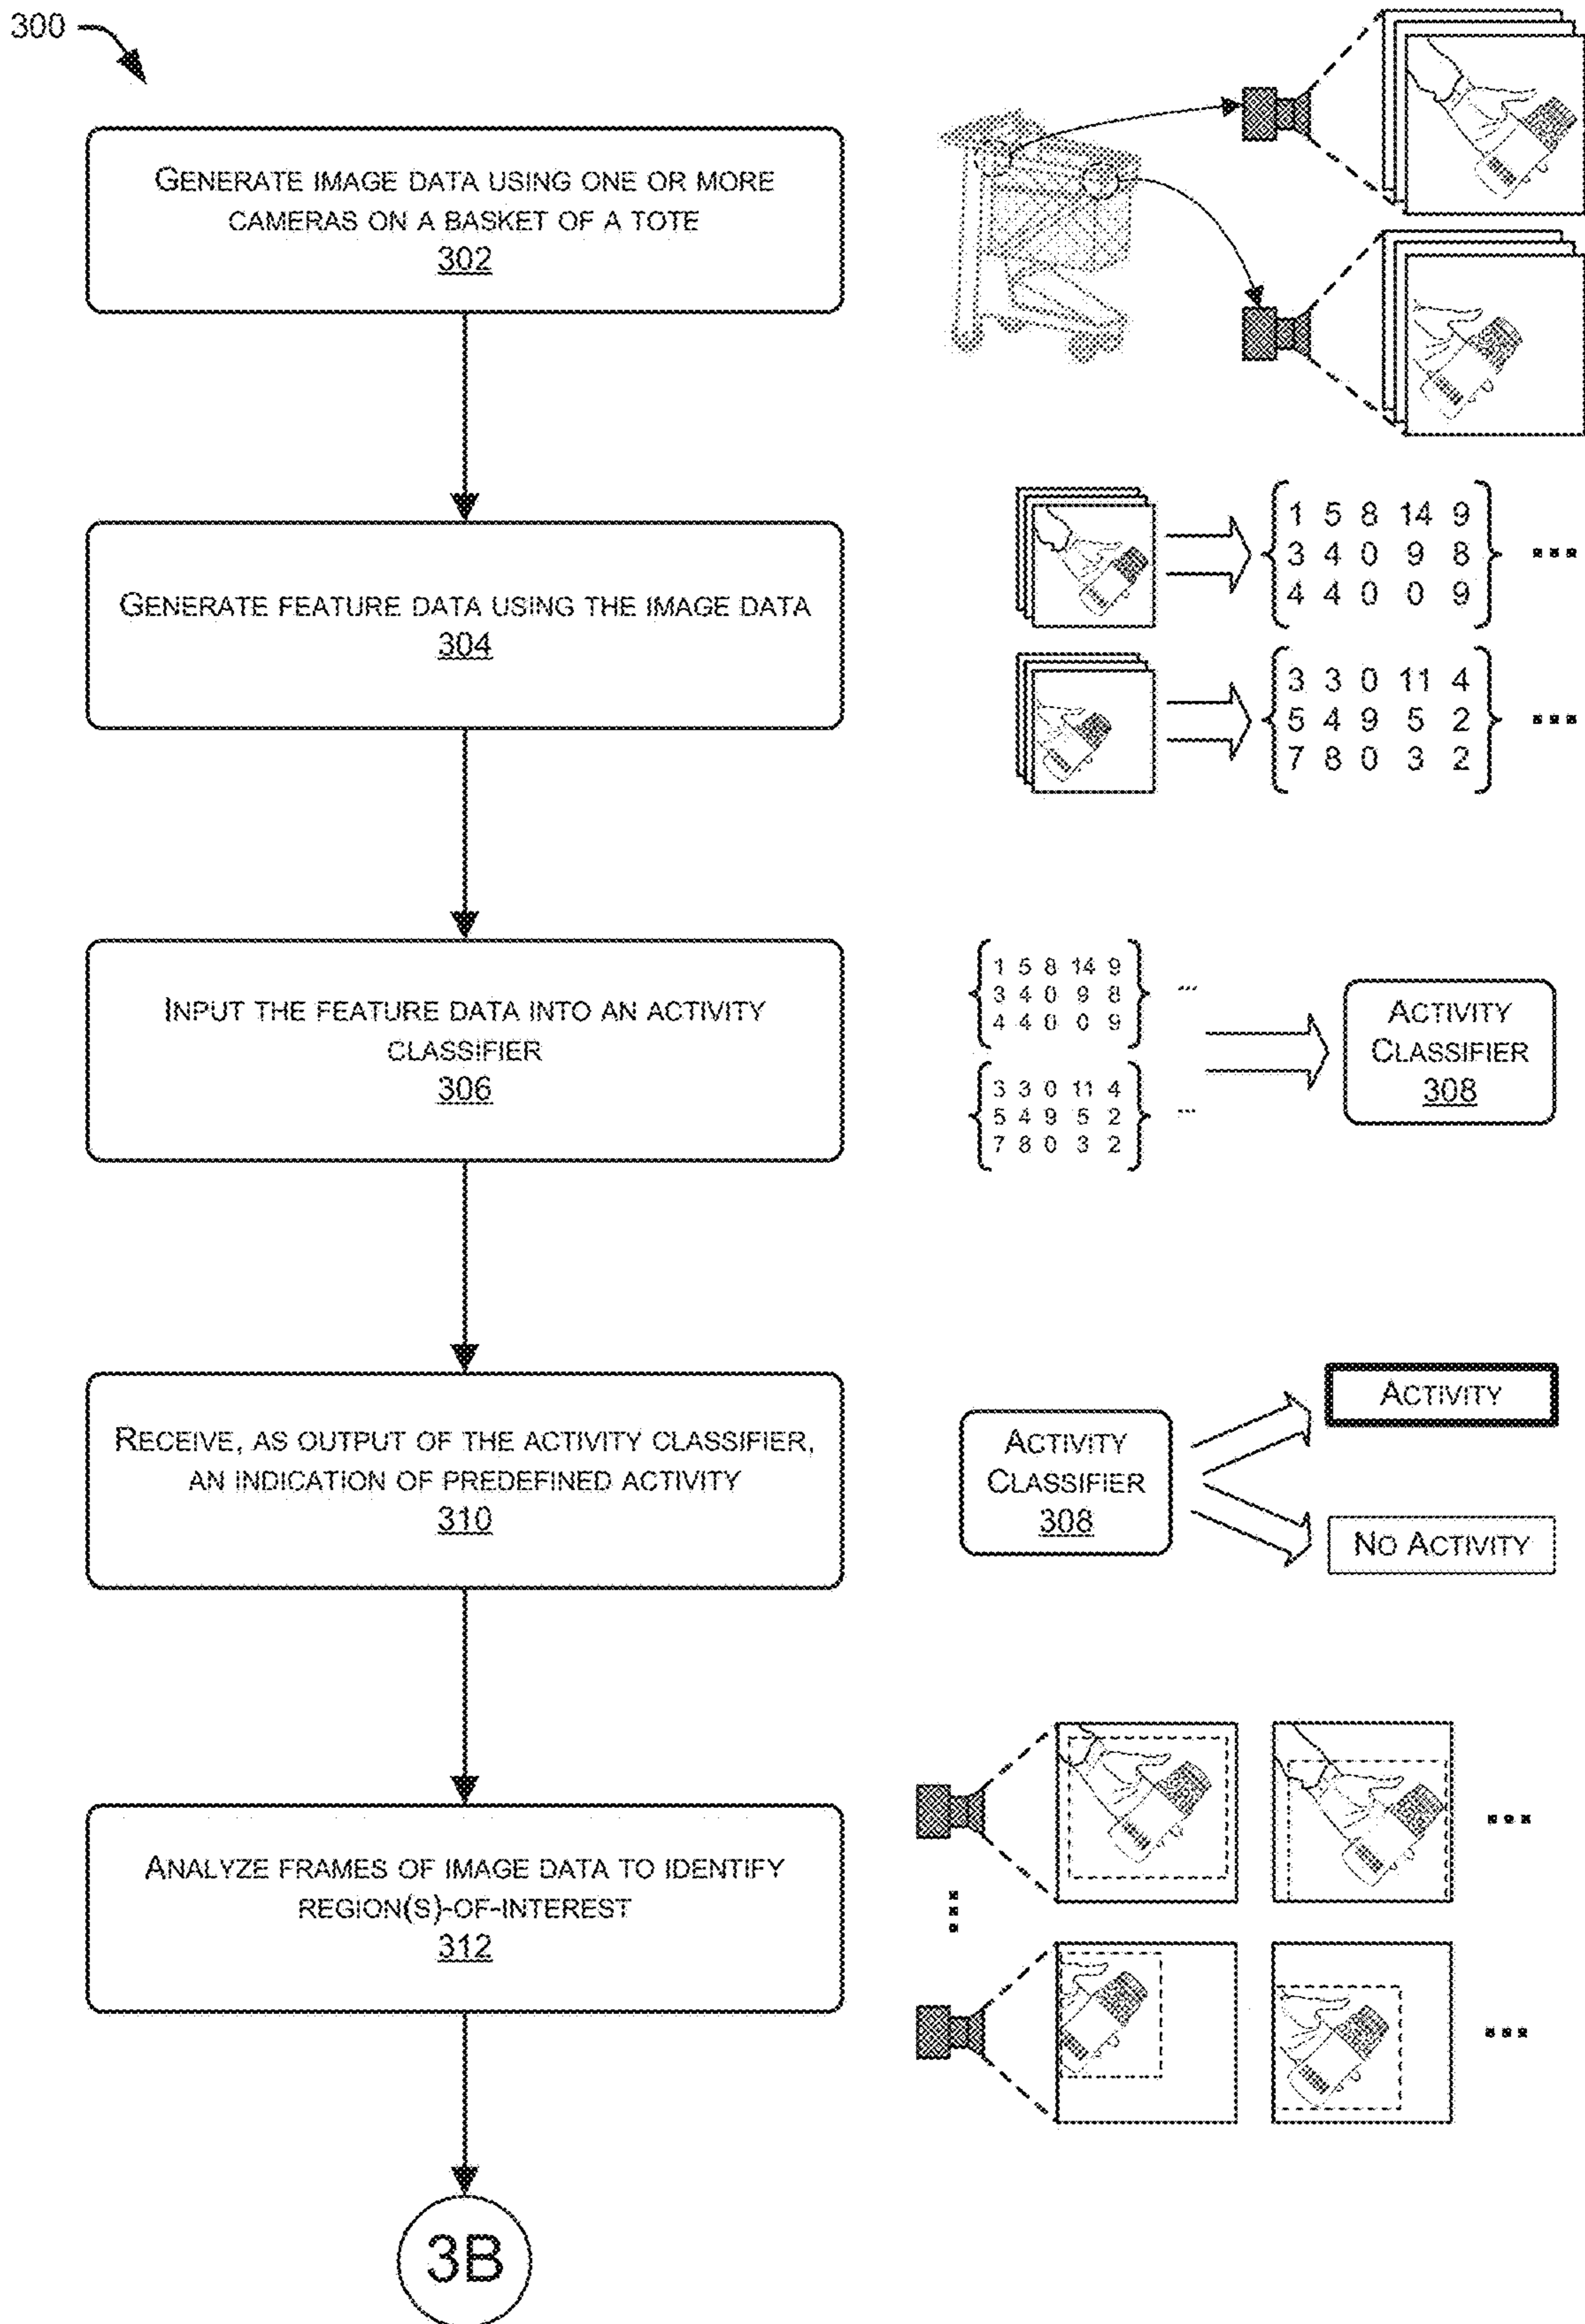 300
GENERATE IMAGE DATA USING ONE OR MORE
CAMERAS ON A BASKET OF A TOTE
302
GENERATE FEATURE DATA USING THE IMAGE DATA
304
1 5 8 14 9
3 4 0 9 8
4 4 0 0 9
...
3 3 0 11 4
5 4 9 5 2
7 8 0 3 2
...
INPUT THE FEATURE DATA INTO AN ACTIVITY
CLASSIFIER
306
1 5 8 14 9
3 4 0 9 8
4 4 0 0 9
...
3 3 0 11 4
5 4 9 5 2
7 8 0 3 2
...
ACTIVITY
CLASSIFIER
308
RECEIVE, AS OUTPUT OF THE ACTIVITY CLASSIFIER,
AN INDICATION OF PREDEFINED ACTIVITY
310
ACTIVITY
CLASSIFIER
308
ACTIVITY
NO ACTIVITY
ANALYZE FRAMES OF IMAGE DATA TO IDENTIFY
REGION(S)-OF-INTEREST
312
...
...
...
3B